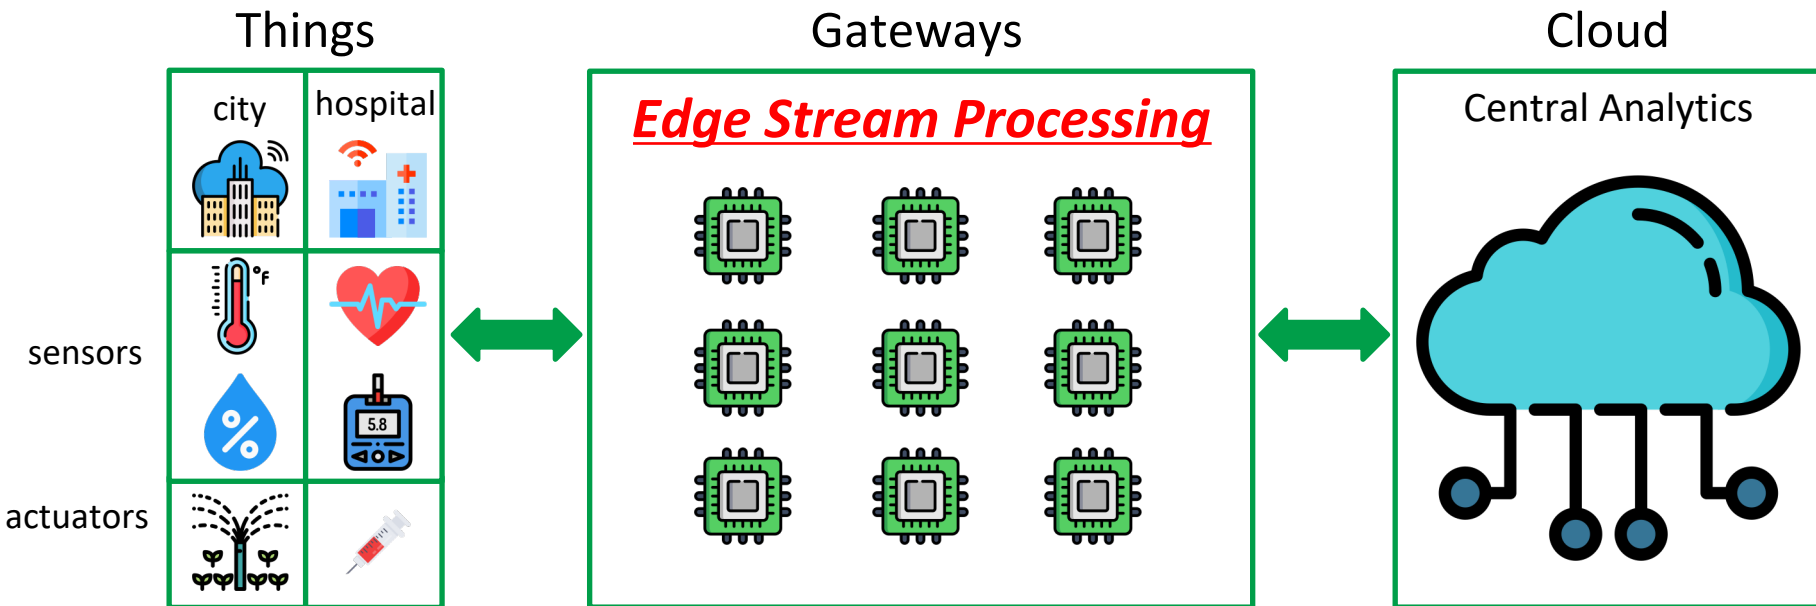 Things
Gateways
Cloud
city
hospital
Edge Stream Processing
Central Analytics
°F
sensors
%
5.8
actuators